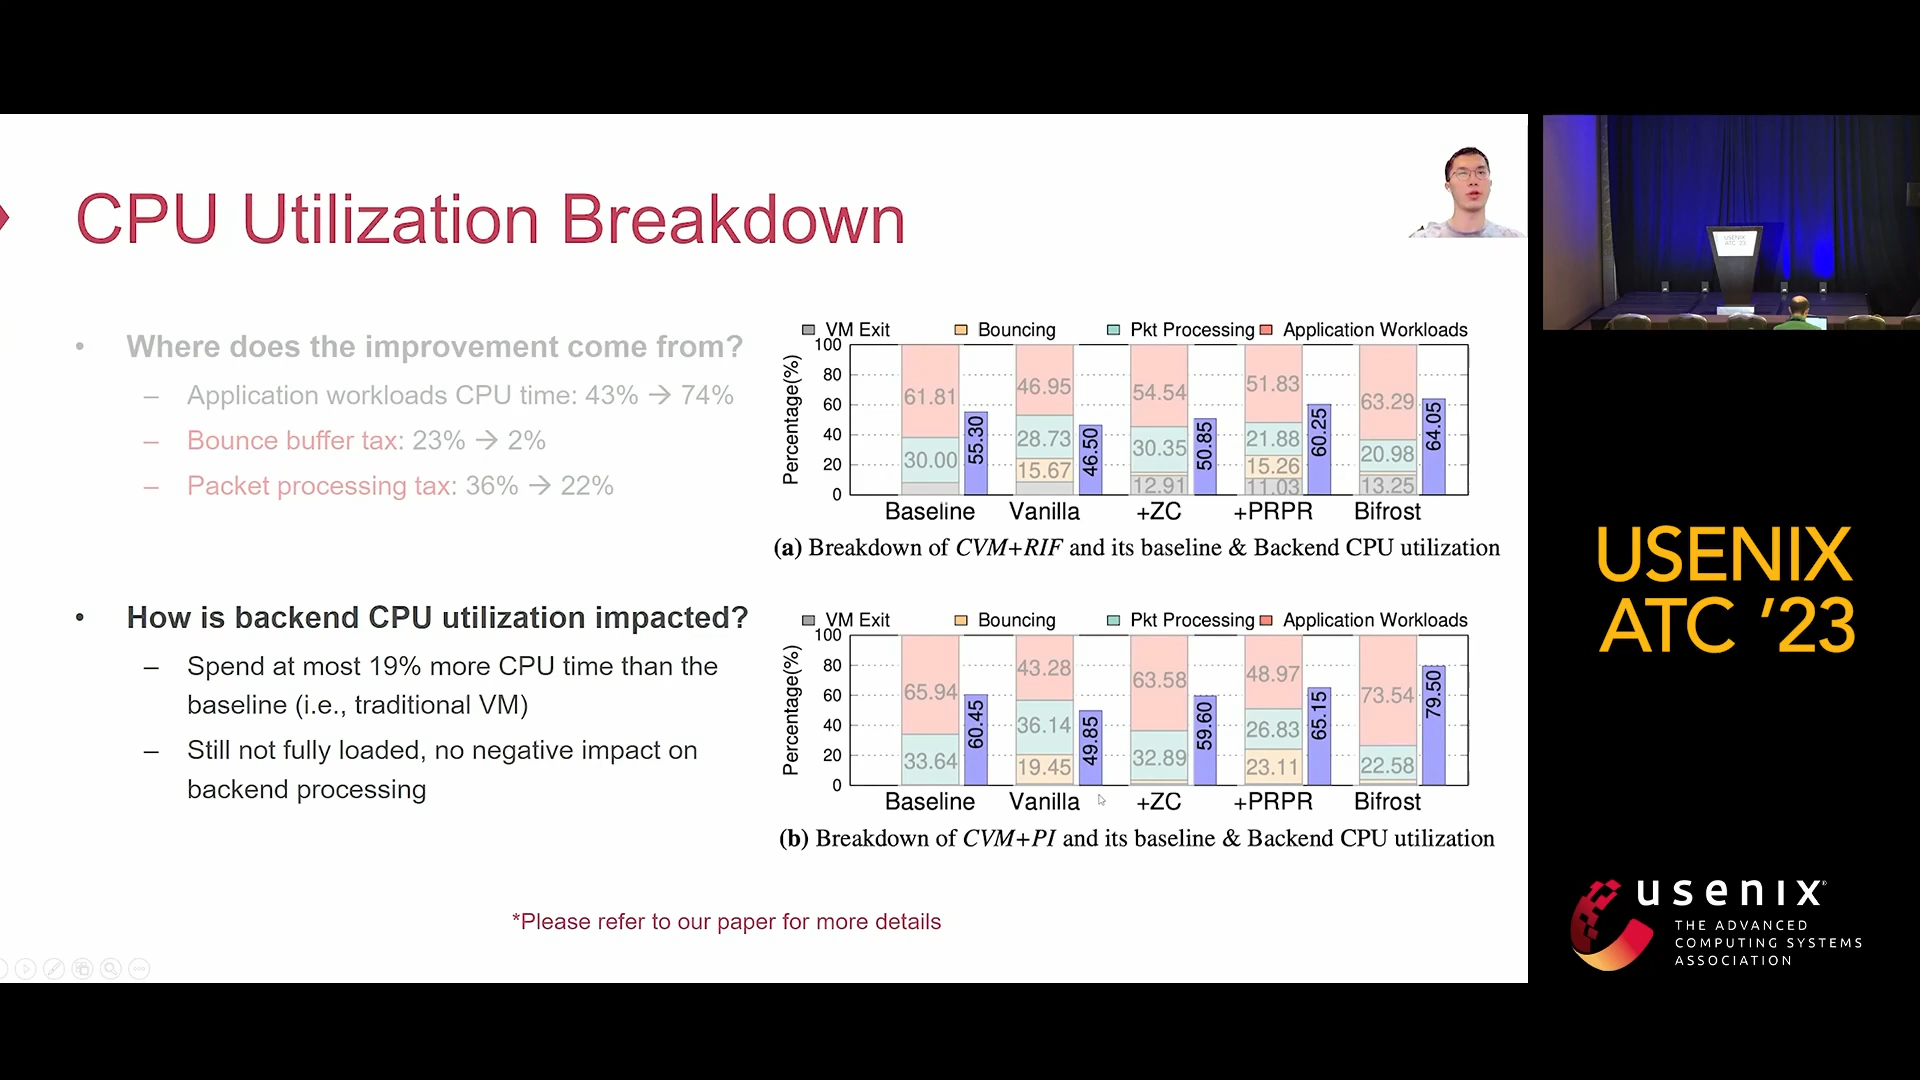 CPU Utilization Breakdown
• Where does the improvement come from?
– Application workloads CPU time: 43% → 74%
– Bounce buffer tax: 23% → 2%
– Packet processing tax: 36% → 22%
• How is backend CPU utilization impacted?
– Spend at most 19% more CPU time than the
baseline (i.e., traditional VM)
– Still not fully loaded, no negative impact on
backend processing
VM Exit Bouncing Pkt Processing Application Workloads
Percentage(%)
100
80
60
40
20
0
61.81 30.00 55.30
46.95 28.73 15.67 46.50
54.54 30.35 12.91 50.85
51.83 21.88 15.26 11.03 60.25
63.29 20.98 13.25 64.05
Baseline Vanilla +ZC +PRPR Bifrost
(a) Breakdown of CVM+RIF and its baseline & Backend CPU utilization
VM Exit Bouncing Pkt Processing Application Workloads
Percentage(%)
100
80
60
40
20
0
65.94 33.64 60.45
43.28 36.14 19.45 49.85
63.58 32.89 59.60
48.97 26.83 23.11 65.15
73.54 22.58 79.50
Baseline Vanilla +ZC +PRPR Bifrost
(b) Breakdown of CVM+PI and its baseline & Backend CPU utilization
*Please refer to our paper for more details
USENIX
ATC '23
USENIX
ATC '23
usenix®
THE ADVANCED
COMPUTING SYSTEMS
ASSOCIATION